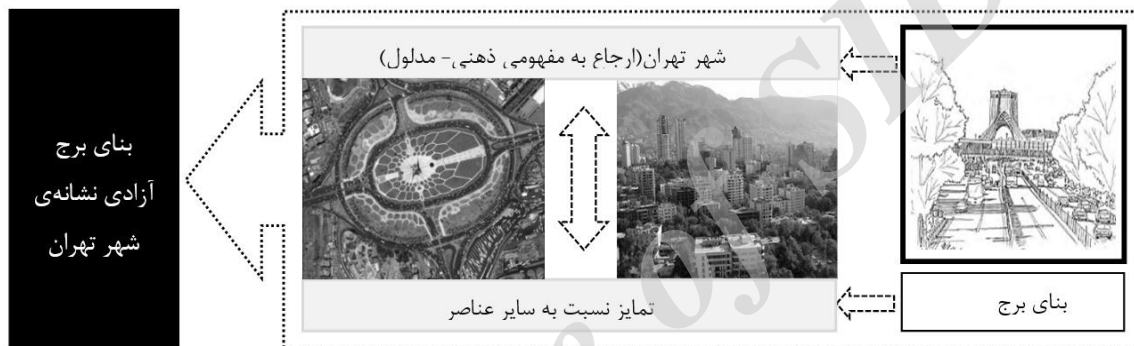 شهر تهران(ارجاع به مفهومی ذهنی- مدلول)
بنای برج
تمایز نسبت به سایر عناصر
بنای برج
آزادی نشانه‌ی
شهر تهران